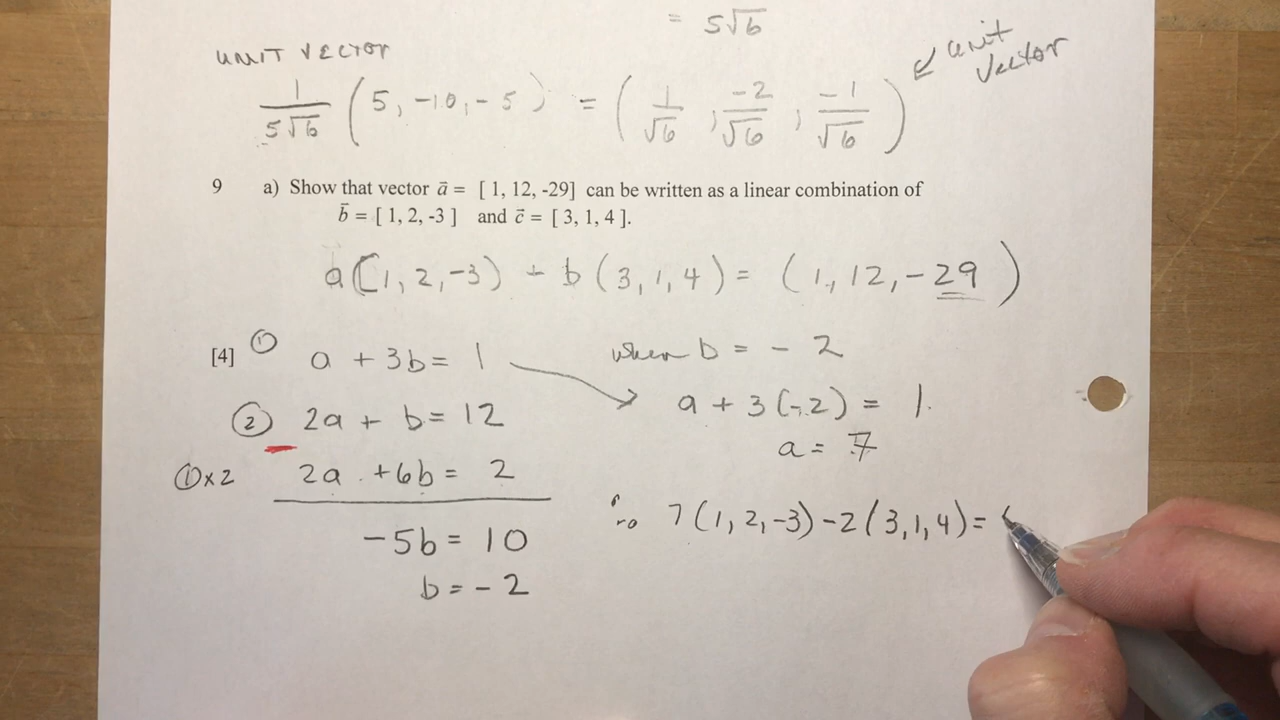 = 5√6
UNIT VECTOR
unit vector
1/5√6 (5, -10, -5) = (1/√6, -2/√6, -1/√6)
9 a) Show that vector a̅ = [ 1, 12, -29] can be written as a linear combination of
b̅ = [ 1, 2, -3 ] and c̅ = [ 3, 1, 4 ].
a(1, 2, -3) + b(3, 1, 4) = (1, 12, -29)
[4] ① a + 3b = 1
② 2a + b = 12
①x2 2a + 6b = 2
-5b = 10
b = -2
when b = -2
a + 3(-2) = 1.
a = 7
7(1, 2, -3) - 2(3, 1, 4) = (